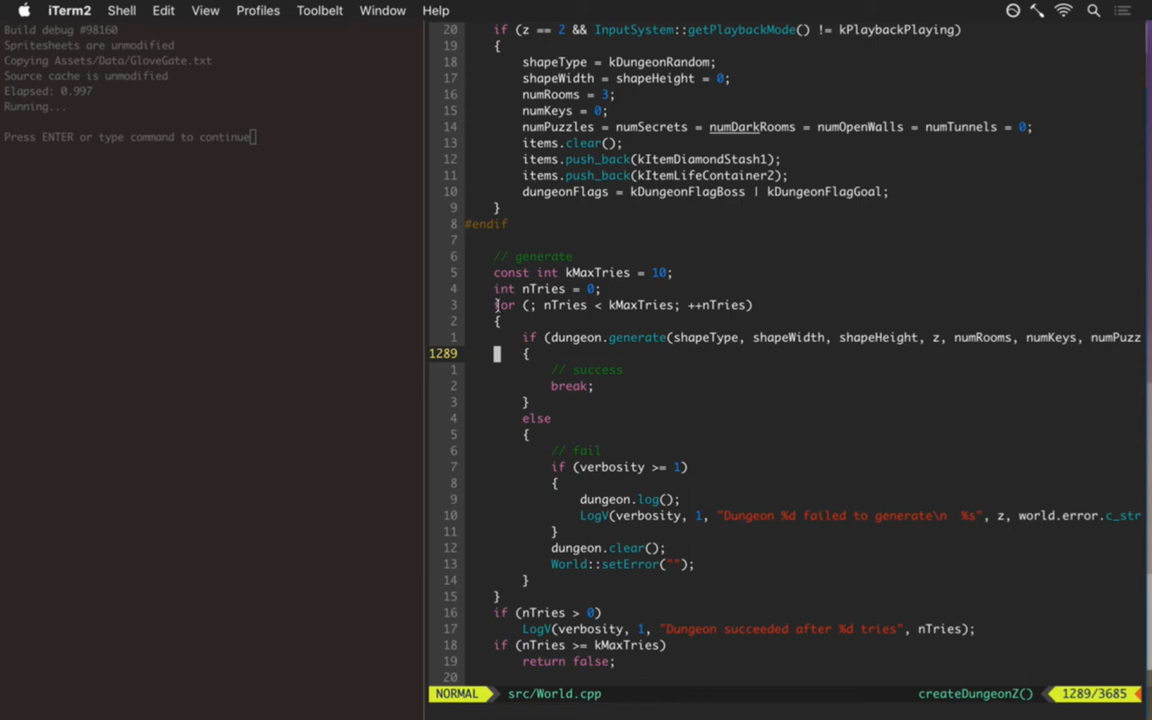 iTerm2 Shell Edit View Profiles Toolbelt Window Help
Build debug #98160
Spritesheets are unmodified
Copying Assets/Data/GloveGate.txt
Source cache is unmodified
Elapsed: 0.997
Running...
Press ENTER or type command to continue
20 if (z == 2 && InputSystem::getPlaybackMode() != kPlaybackPlaying)
19 {
18 shapeType = kDungeonRandom;
17 shapeWidth = shapeHeight = 0;
16 numRooms = 3;
15 numKeys = 0;
14 numPuzzles = numSecrets = numDarkRooms = numOpenWalls = numTunnels = 0;
13 items.clear();
12 items.push_back(kItemDiamondStash1);
11 items.push_back(kItemLifeContainer2);
10 dungeonFlags = kDungeonFlagBoss | kDungeonFlagGoal;
9 }
8 #endif
7
6 // generate
5 const int kMaxTries = 10;
4 int nTries = 0;
3 for (; nTries < kMaxTries; ++nTries)
2 {
1 if (dungeon.generate(shapeType, shapeWidth, shapeHeight, z, numRooms, numKeys, numPuzz
1289 {
1 // success
2 break;
3 }
4 else
5 {
6 // fail
7 if (verbosity >= 1)
8 {
9 dungeon.log();
10 LogV(verbosity, 1, "Dungeon %d failed to generate\n  %s", z, world.error.c_str
11 }
12 dungeon.clear();
13 World::setError("");
14 }
15 }
16 if (nTries > 0)
17 LogV(verbosity, 1, "Dungeon succeeded after %d tries", nTries);
18 if (nTries >= kMaxTries)
19 return false;
20
NORMAL src/World.cpp createDungeonZ() 1289/3685